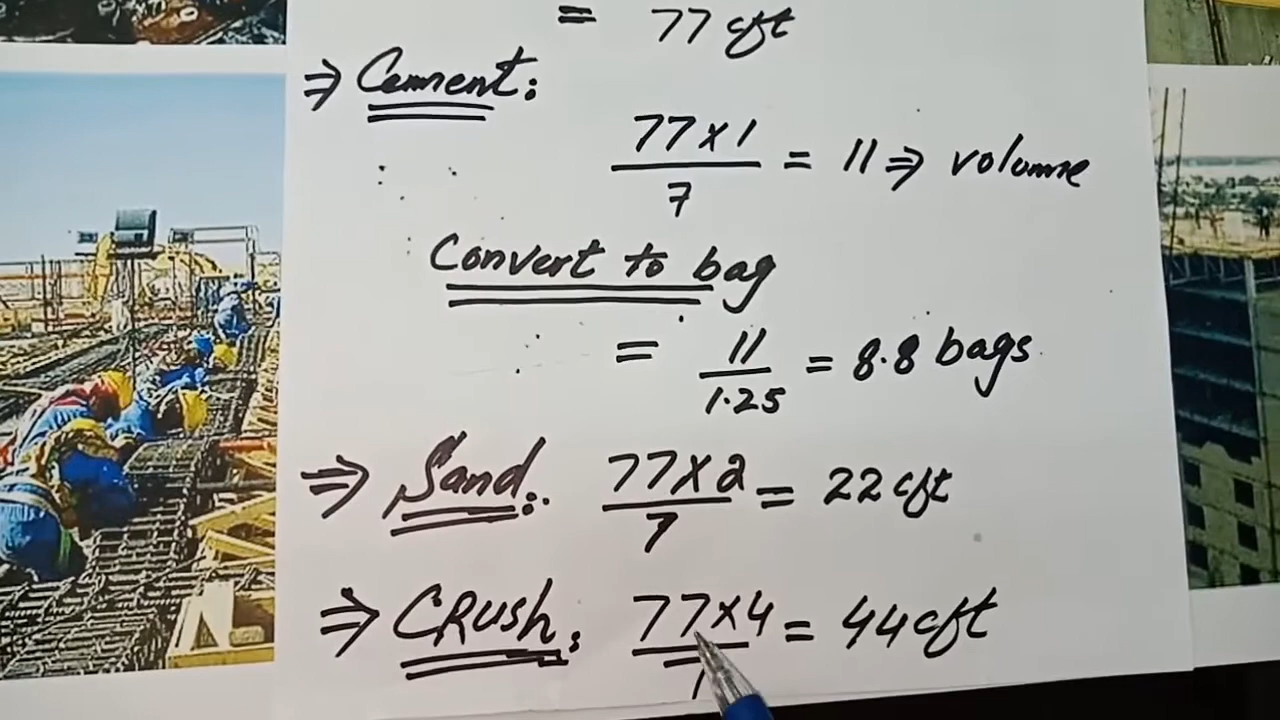 = 77 cft
⇒ Cement:
77 x 1 / 7 = 11 ⇒ volume
Convert to bag
= 11 / 1.25 = 8.8 bags
⇒ Sand: 77 x 2 / 7 = 22 cft
⇒ CRush: 77 x 4 / 7 = 44 cft